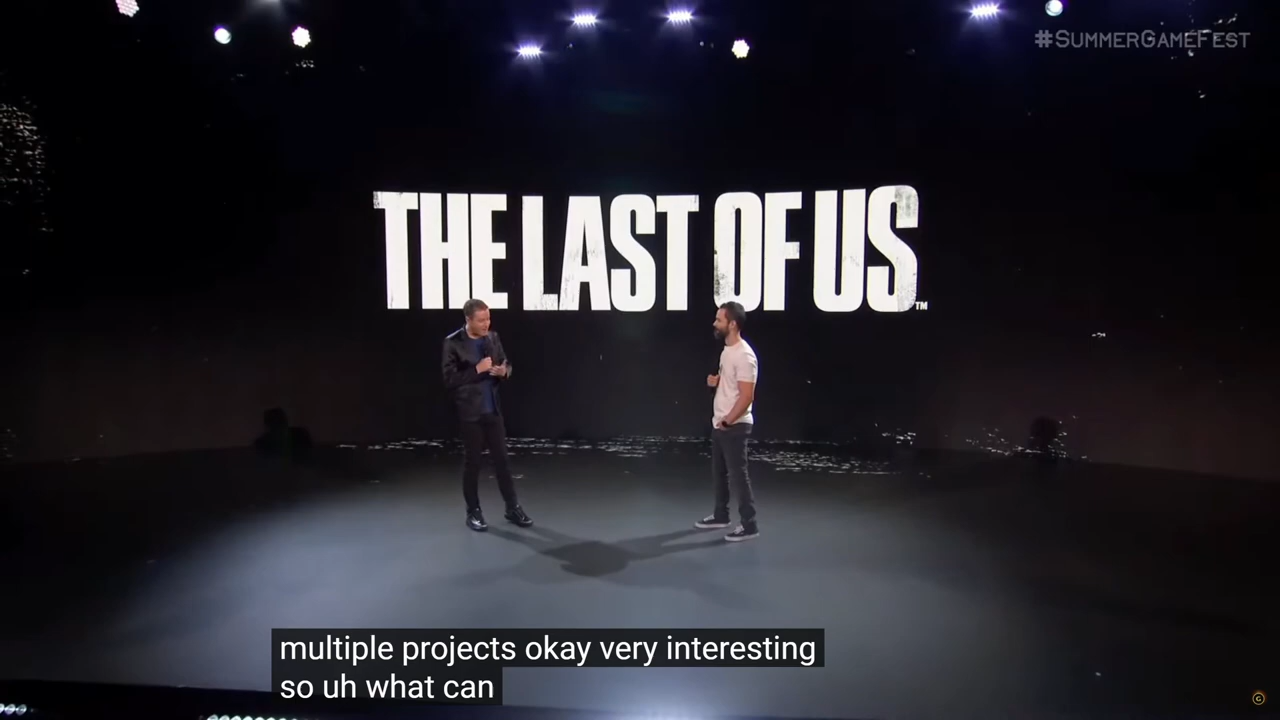 #SUMMERGAMEFEST
THE LAST OF US™
multiple projects okay very interesting
so uh what can